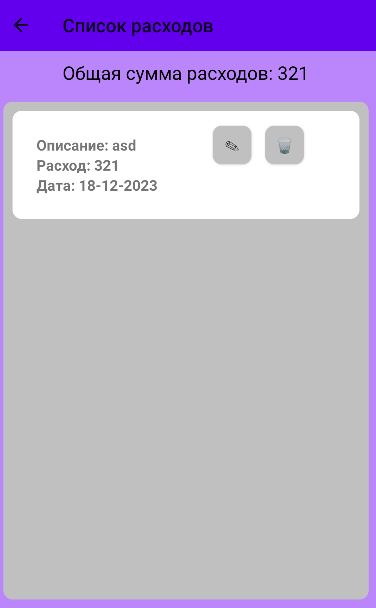 Список расходов
Общая сумма расходов: 321
Описание: asd
Расход: 321
Дата: 18-12-2023